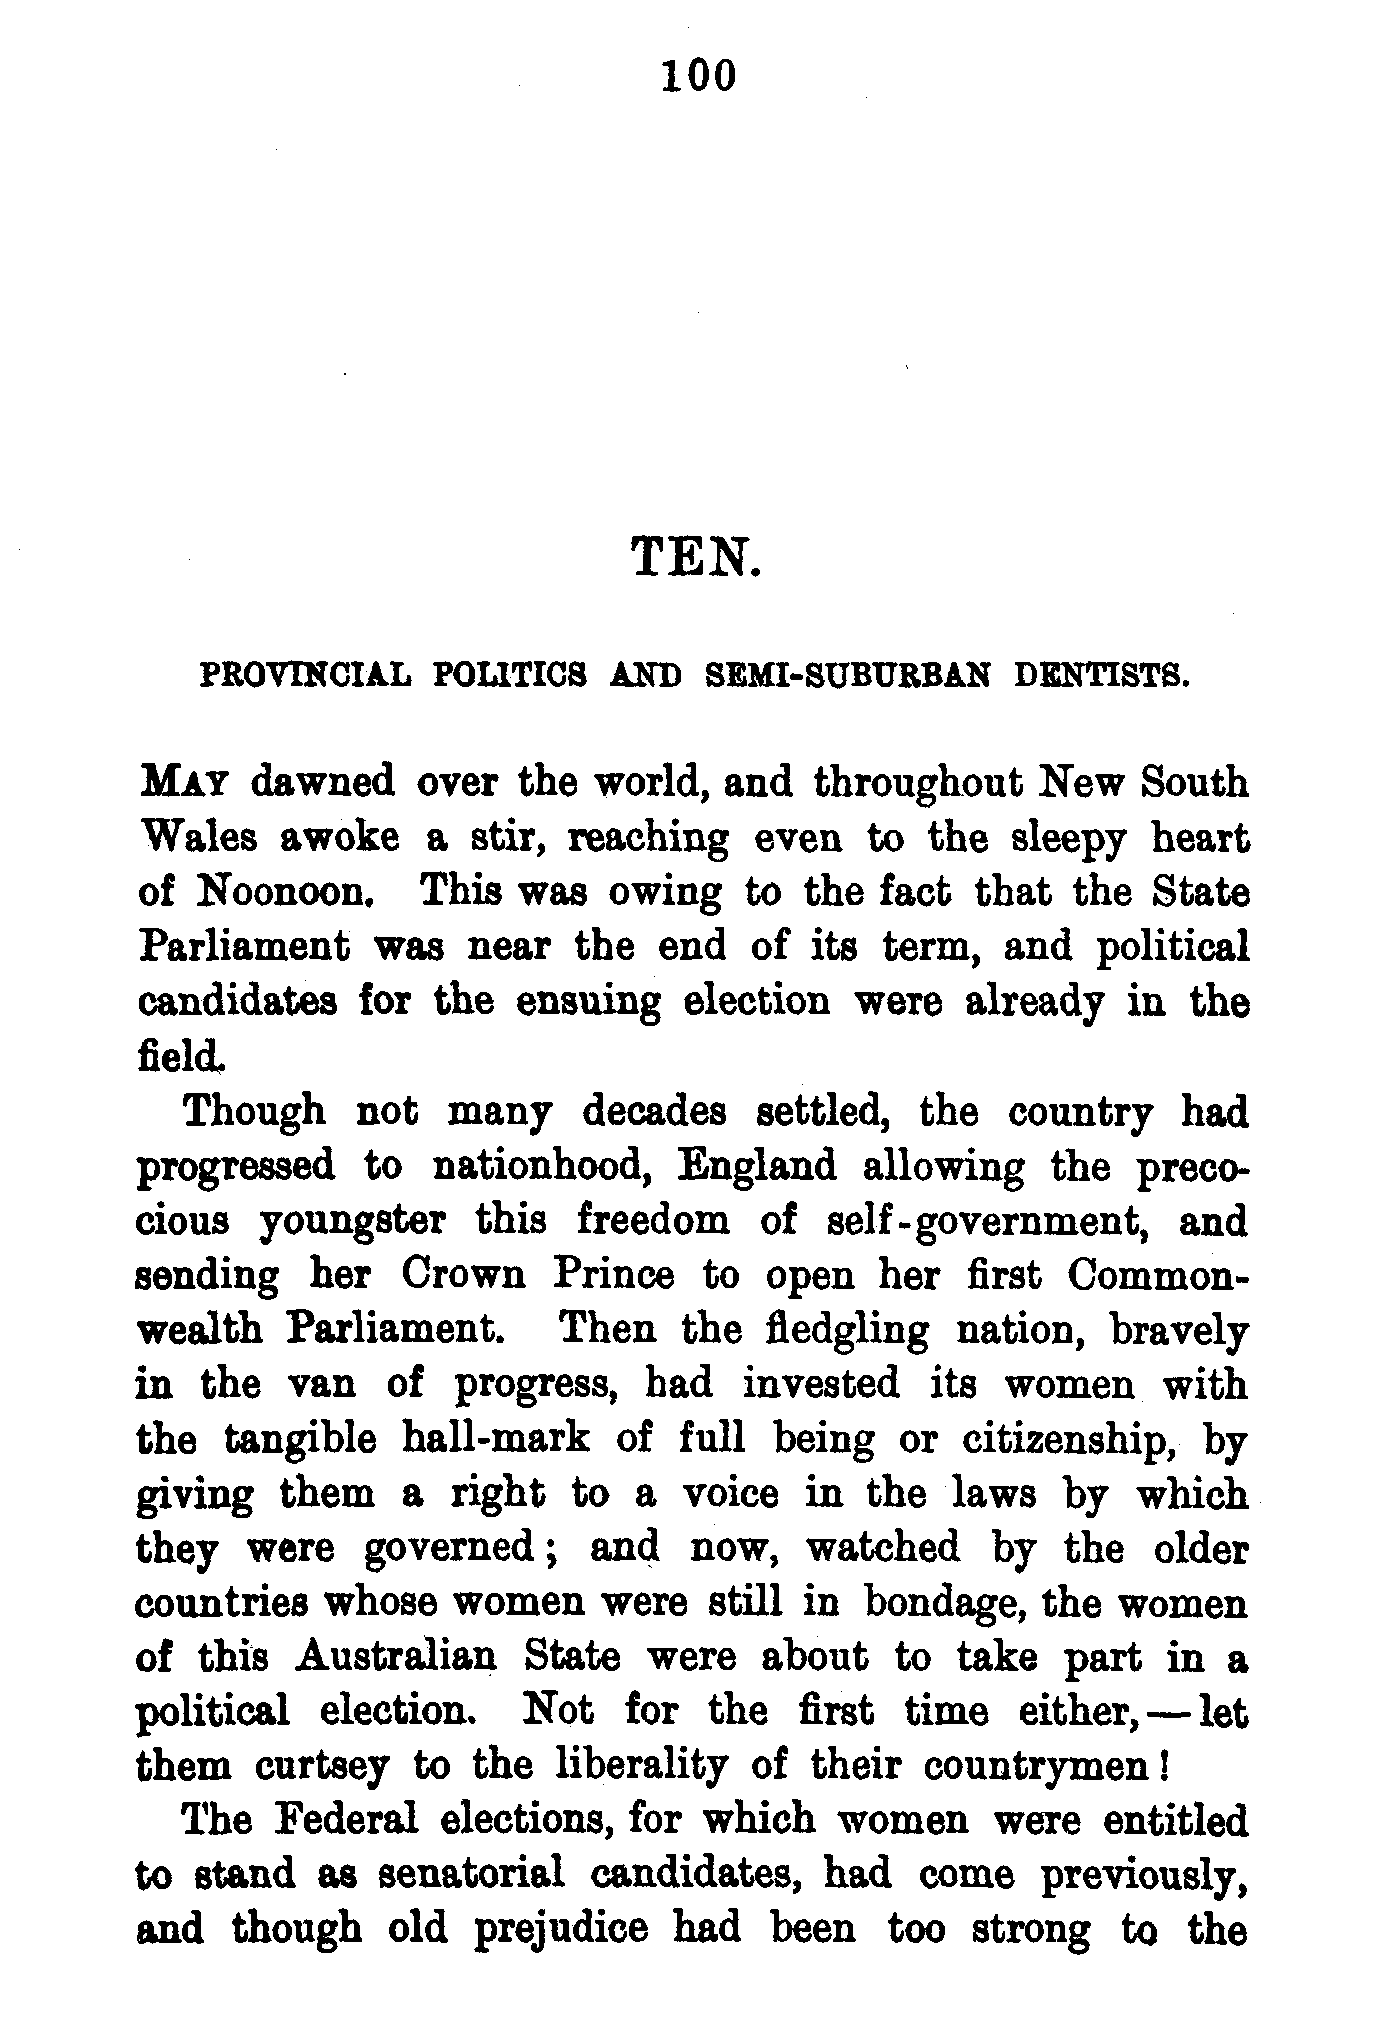 100
TEN.
PROVINCIAL POLITICS AND SEMI-SUBURBAN DENTISTS.
MAY dawned over the world, and throughout New South
Wales awoke a stir, reaching even to the sleepy heart
of Noonoon. This was owing to the fact that the State
Parliament was near the end of its term, and political
candidates for the ensuing election were already in the
field.
Though not many decades settled, the country had
progressed to nationhood, England allowing the preco-
cious youngster this freedom of self-government, and
sending her Crown Prince to open her first Common-
wealth Parliament. Then the fledgling nation, bravely
in the van of progress, had invested its women with
the tangible hall-mark of full being or citizenship, by
giving them a right to a voice in the laws by which
they were governed; and now, watched by the older
countries whose women were still in bondage, the women
of this Australian State were about to take part in a
political election. Not for the first time either,—let
them curtsey to the liberality of their countrymen!
The Federal elections, for which women were entitled
to stand as senatorial candidates, had come previously,
and though old prejudice had been too strong to the